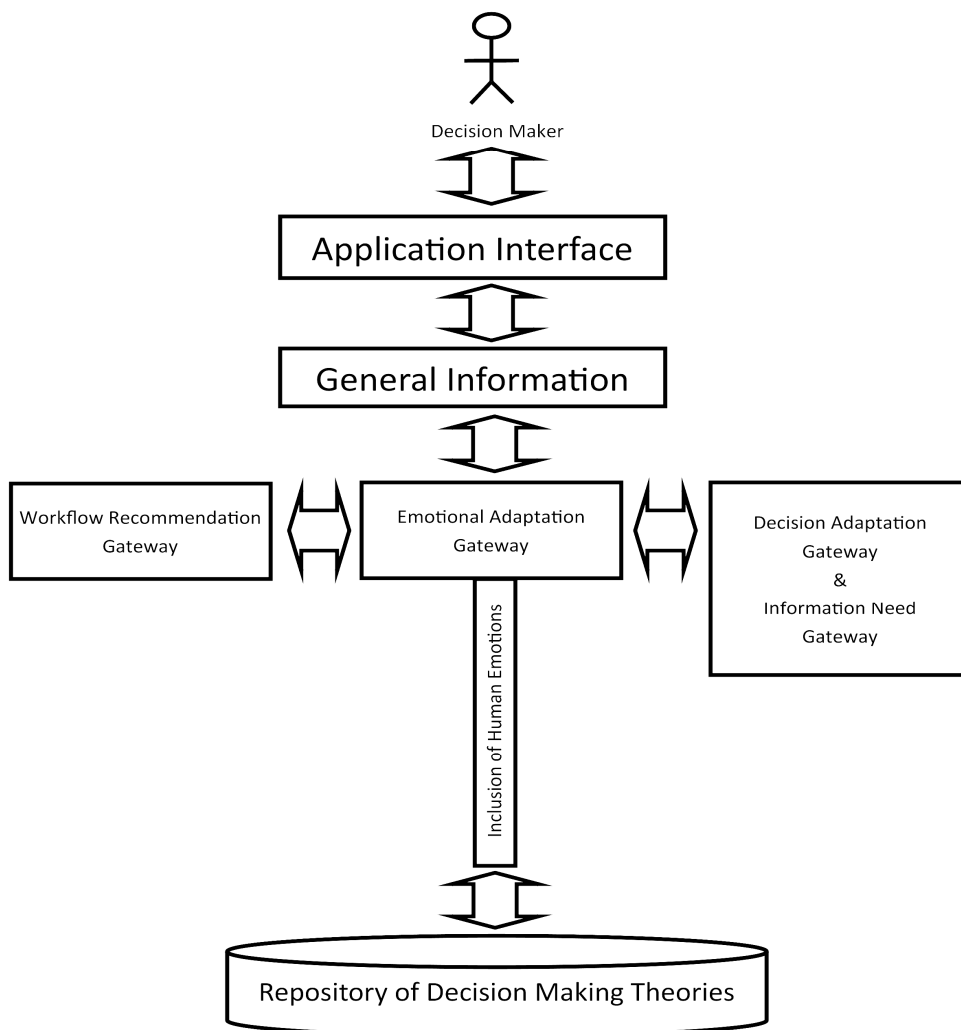 Decision Maker
Application Interface
General Information
Workflow Recommendation
Gateway
Emotional Adaptation
Gateway
Decision Adaptation
Gateway
&
Information Need
Gateway
Inclusion of Human Emotions
Repository of Decision Making Theories